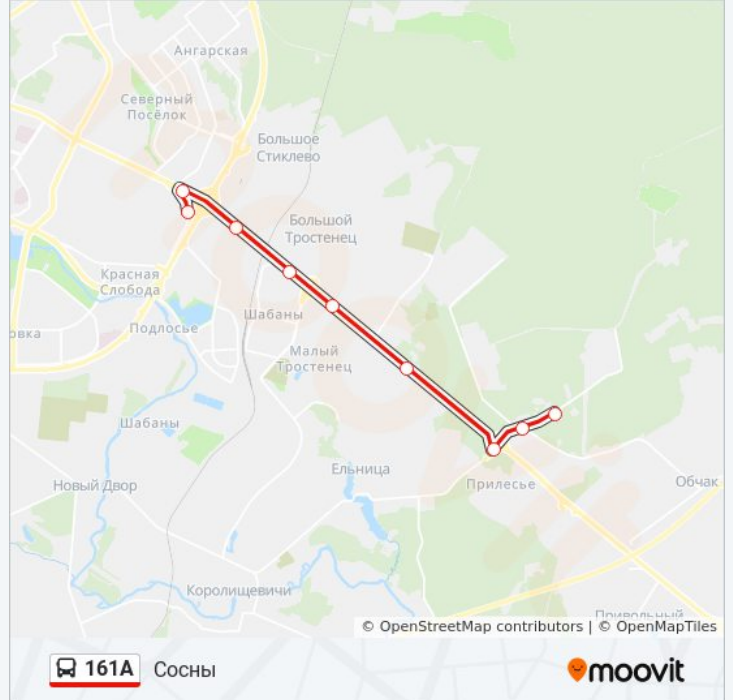 Ангарская
Северный
Посёлок
Большое
Стиклево
Большой
Тростенец
Красная
Слобода
Шабаны
овка
Подлосье
Малый
Тростенец
Шабаны
Ельница
Новый Двор
Прилесье
Обчак
Королищевичи
Привольный
© OpenStreetMap contributors | © OpenMapTiles
161А Сосны
moovit